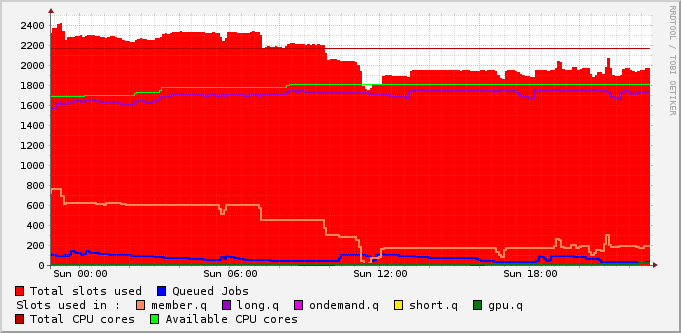 2400
2200
2000
1800
1600
1400
1200
1000
800
600
400
200
0
Sun 00:00 Sun 06:00 Sun 12:00 Sun 18:00
RRDTOOL / TOBI OETIKER
Total slots used Queued Jobs
Slots used in : member.q long.q ondemand.q short.q gpu.q
Total CPU cores Available CPU cores